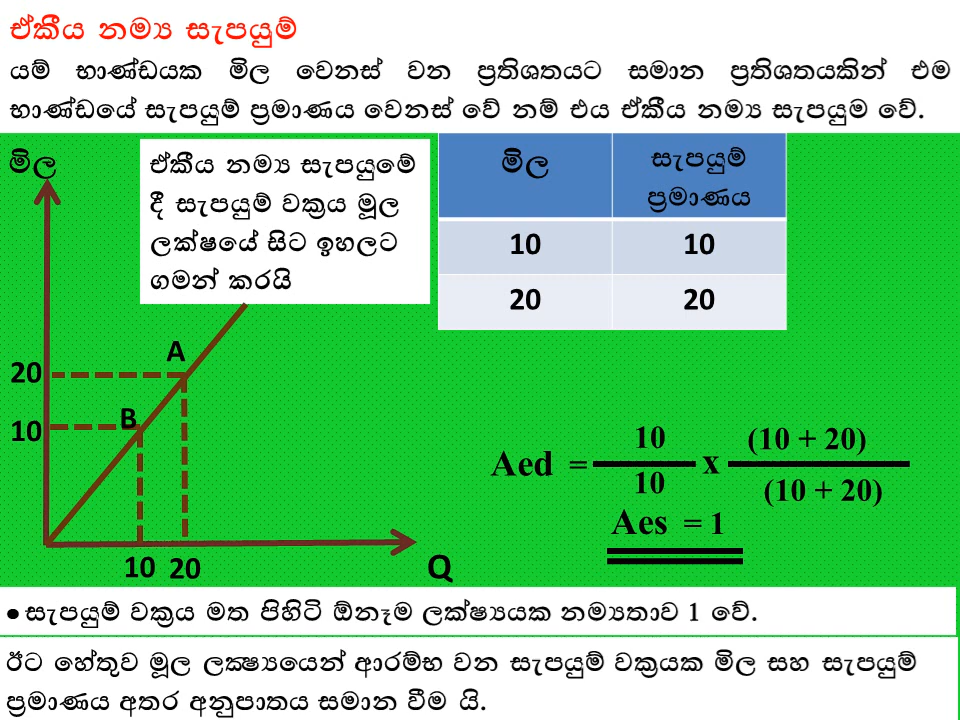 ඒකීය නම්‍ය සැපයුම්
යම් භාණ්ඩයක මිල වෙනස් වන ප්‍රතිශතයට සමාන ප්‍රතිශතයකින් එම
භාණ්ඩයේ සැපයුම් ප්‍රමාණය වෙනස් වේ නම් එය ඒකීය නම්‍ය සැපයුම වේ.
මිල
ඒකීය නම්‍ය සැපයුමේ
දී සැපයුම් වක්‍රය මූල
ලක්ෂයේ සිට ඉහලට
ගමන් කරයි
මිල
සැපයුම්
ප්‍රමාණය
10 10
20 20
A
20
B
10
10 20
Q
Aed = 10 x (10 + 20)
10 (10 + 20)
Aes = 1
● සැපයුම් වක්‍රය මත පිහිටි ඕනෑම ලක්ෂ්‍යයක නම්‍යතාව 1 වේ.
ඊට හේතුව මූල ලක්‍ෂ්‍යයෙන් ආරම්භ වන සැපයුම් වක්‍රයක මිල සහ සැපයුම්
ප්‍රමාණය අතර අනුපාතය සමාන වීම යි.